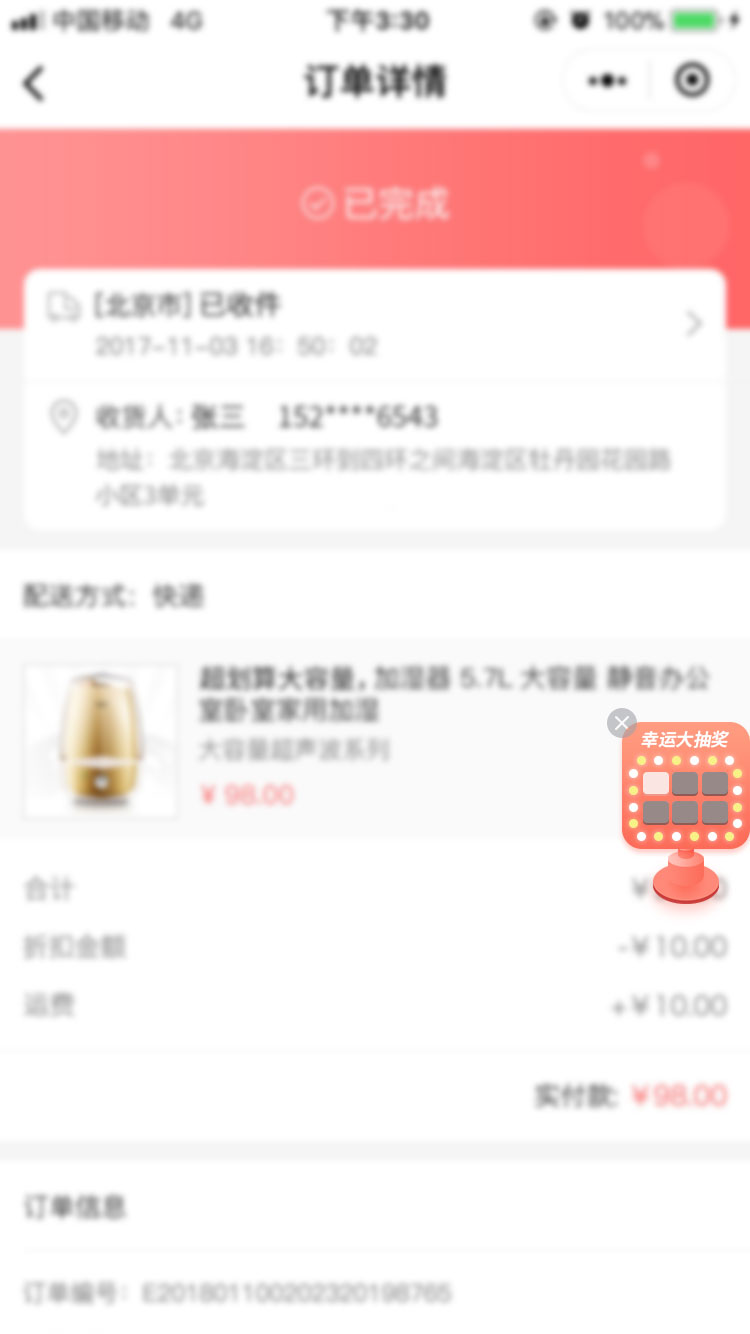 中国移动 4G 下午3:30 100%
订单详情
已完成
[北京市] 已收件
2017-11-03 16：50：02
收货人：张三 152****6543
地址：北京海淀区三环到四环之间海淀区牡丹园花园路
小区3单元
配送方式：快递
超划算大容量，加湿器 5.7L 大容量 静音办公
室卧室家用加湿
大容量超声波系列
¥ 98.00
幸运大抽奖
合计 ¥
折扣金额 -¥10.00
运费 +¥10.00
实付款: ¥98.00
订单信息
订单编号：E2018011002023320198765